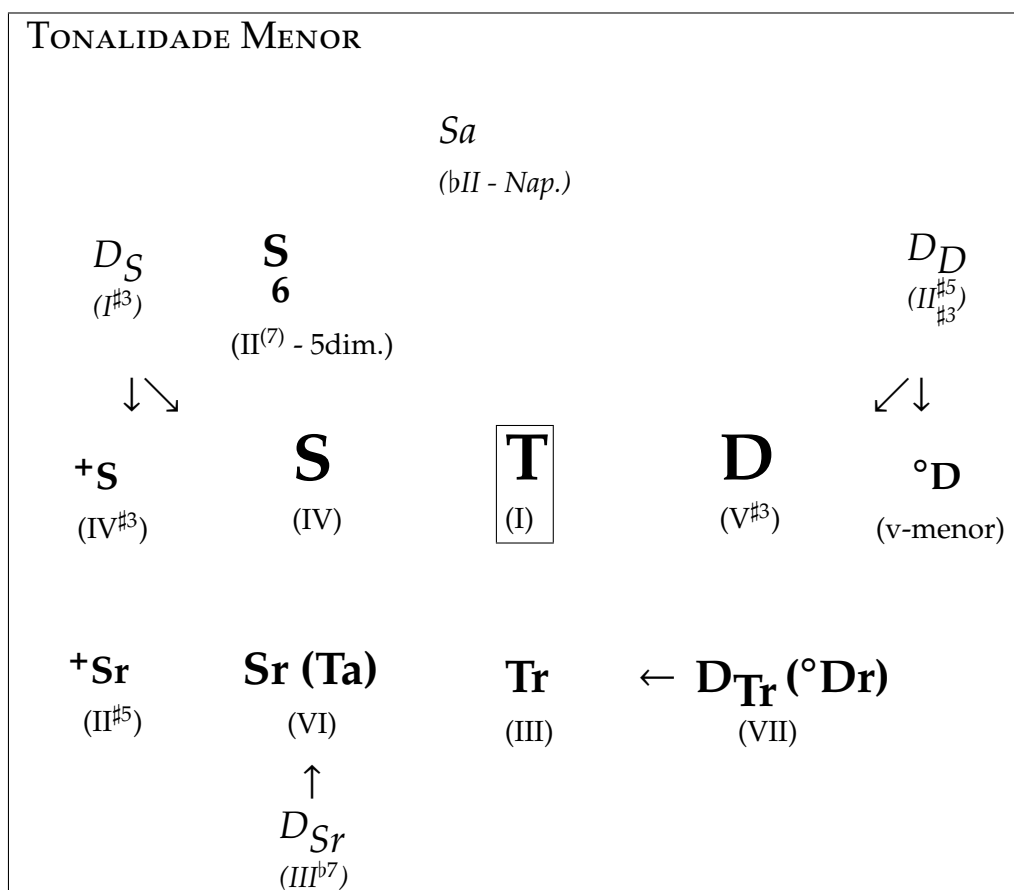 TONALIDADE MENOR
Sa
(♭II - Nap.)
D_S S D_D
6
(I^♯3) (II^♯5_♯3)
(II^(7) - 5dim.)
↓↘ ↙↓
⁺S S T D °D
(IV^♯3) (IV) (I) (V^♯3) (v-menor)
⁺Sr Sr (Ta) Tr ← D_Tr (°Dr)
(II^♯5) (VI) (III) (VII)
↑
D_Sr
(III^♭7)